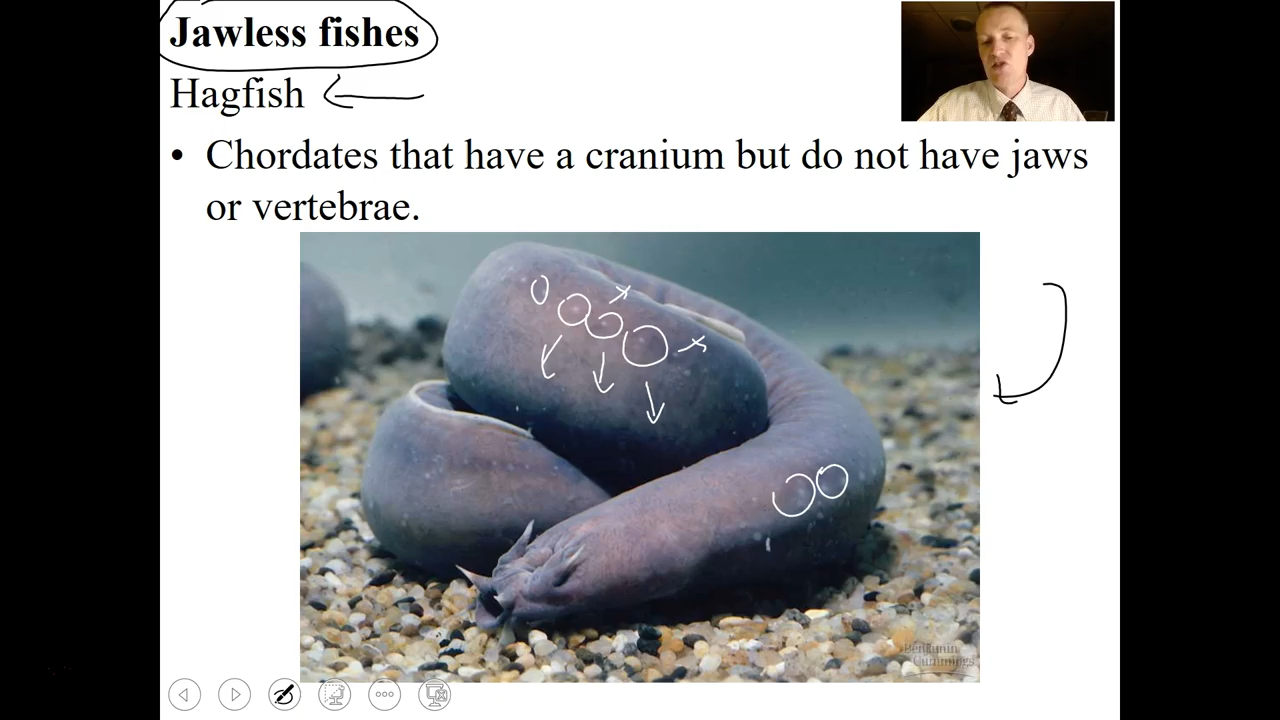 Jawless fishes
Hagfish
• Chordates that have a cranium but do not have jaws
or vertebrae.
Benjamin
Cummings